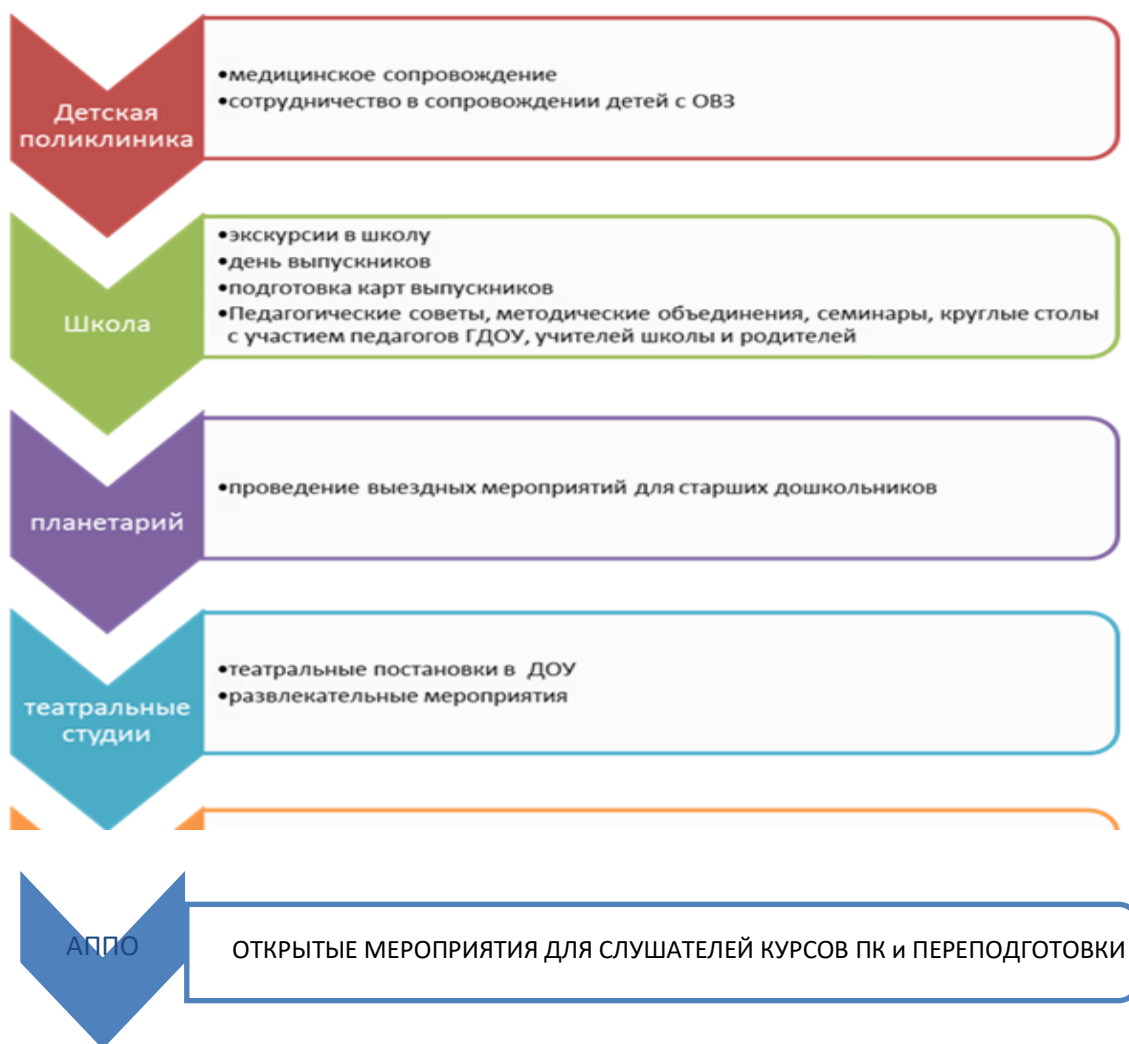 Детская
поликлиника
•медицинское сопровождение
•сотрудничество в сопровождении детей с ОВЗ
Школа
•экскурсии в школу
•день выпускников
•подготовка карт выпускников
•Педагогические советы, методические объединения, семинары, круглые столы
с участием педагогов ГДОУ, учителей школы и родителей
планетарий
•проведение выездных мероприятий для старших дошкольников
театральные
студии
•театральные постановки в ДОУ
•развлекательные мероприятия
АППО
ОТКРЫТЫЕ МЕРОПРИЯТИЯ ДЛЯ СЛУШАТЕЛЕЙ КУРСОВ ПК и ПЕРЕПОДГОТОВКИ